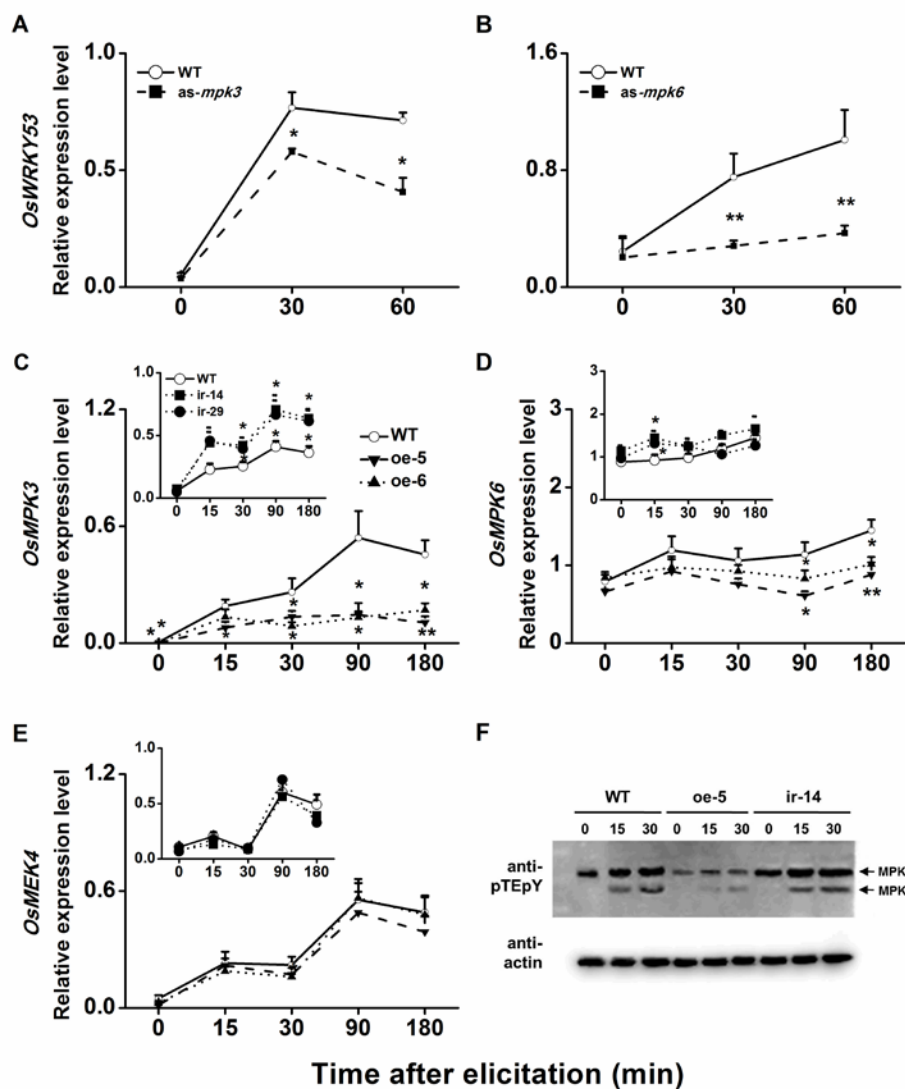 A
OsWRKY53
Relative expression level
1.0
0.5
0.0
WT
as-mpk3
*
*
0 30 60
B
1.6
0.8
0.0
WT
as-mpk6
**
**
0 30 60
C
OsMPK3
Relative expression level
1.2
0.6
0.0
1.0
0.5
0.0
WT
ir-14
ir-29
* * * *
* *
0 15 30 90 180
WT
oe-5
oe-6
* * * * * *
* * * **
0 15 30 90 180
D
OsMPK6
3
2
1
0
3
2
1
0
*
*
0 15 30 90 180
* *
* **
0 15 30 90 180
E
OsMEK4
Relative expression level
1.2
0.6
0.0
1.0
0.5
0.0
0 15 30 90 180
0 15 30 90 180
F
WT oe-5 ir-14
0 15 30 0 15 30 0 15 30
anti-
pTEpY
MPK
MPK
anti-
actin
Time after elicitation (min)